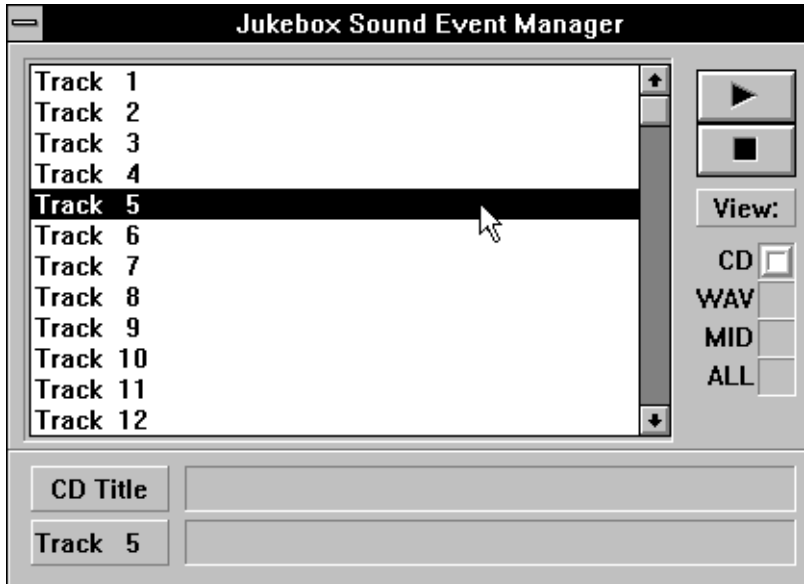 Jukebox Sound Event Manager
Track 1
Track 2
Track 3
Track 4
Track 5
Track 6
Track 7
Track 8
Track 9
Track 10
Track 11
Track 12
View:
CD
WAV
MID
ALL
CD Title
Track 5